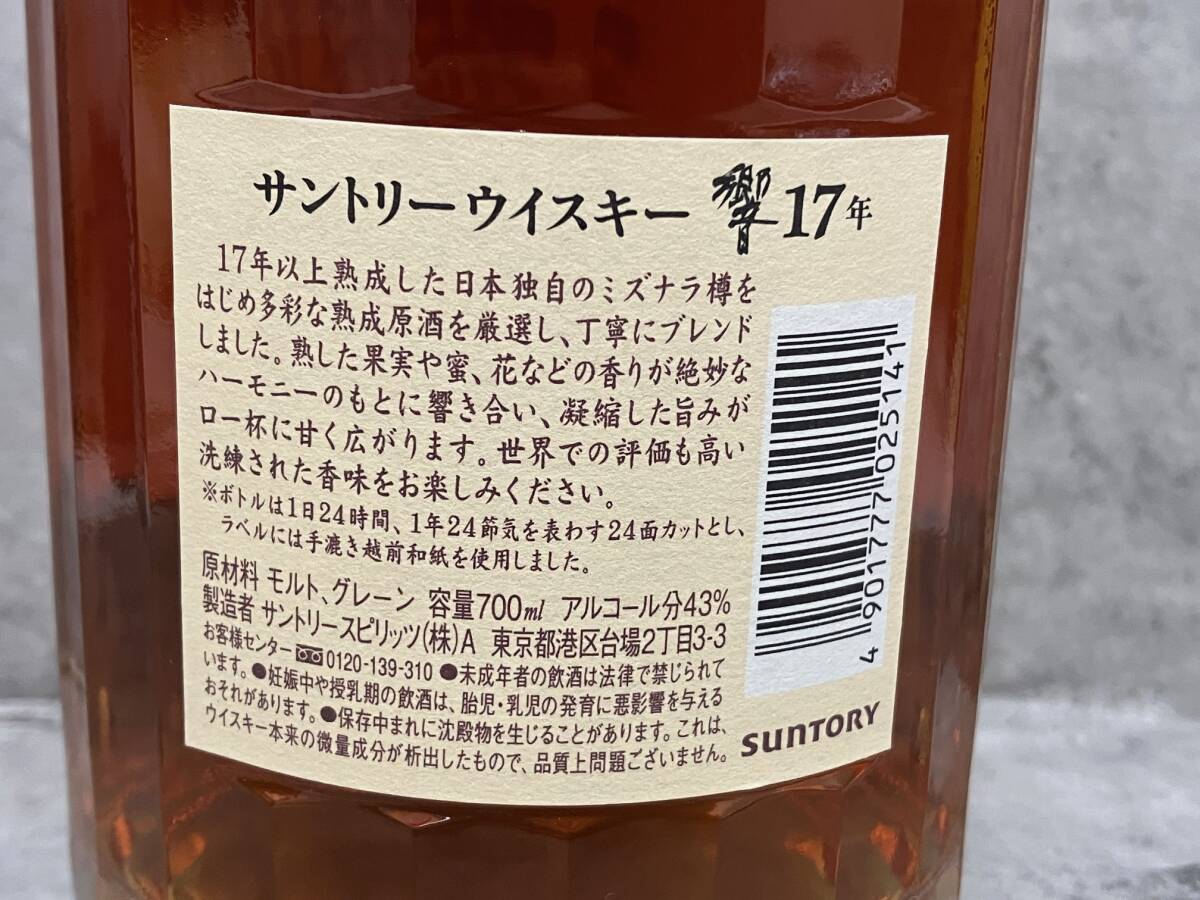 サントリーウイスキー 響 17年
17年以上熟成した日本独自のミズナラ樽を
はじめ多彩な熟成原酒を厳選し、丁寧にブレンド
しました。熟した果実や蜜、花などの香りが絶妙な
ハーモニーのもとに響き合い、凝縮した旨みが
口一杯に甘く広がります。世界での評価も高い
洗練された香味をお楽しみください。
※ボトルは1日24時間、1年24節気を表わす24面カットとし、
ラベルには手漉き越前和紙を使用しました。
原材料 モルト、グレーン 容量700ml アルコール分43%
製造者 サントリースピリッツ(株)A 東京都港区台場2丁目3-3
お客様センター 0120-139-310 ●未成年者の飲酒は法律で禁じられて
います。●妊娠中や授乳期の飲酒は、胎児・乳児の発育に悪影響を与える
おそれがあります。●保存中まれに沈殿物を生じることがあります。これは、
ウイスキー本来の微量成分が析出したもので、品質上問題ございません。
SUNTORY
4901777025141